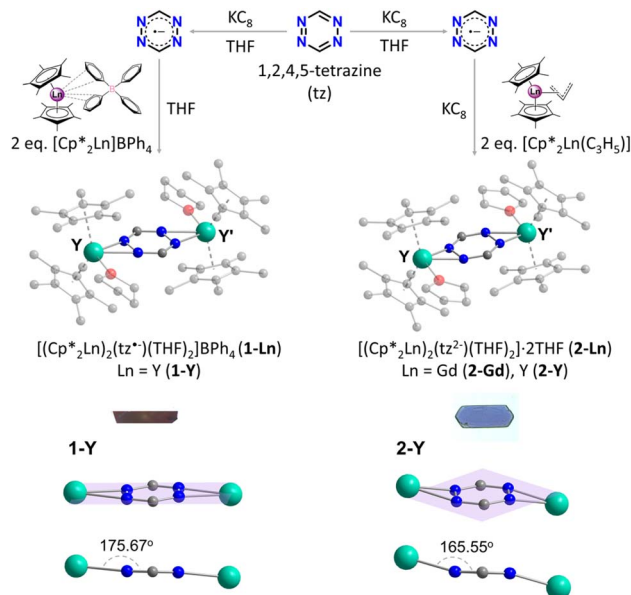 KC₈ KC₈
THF THF
N N N N •– N N N N N N N N •–
1,2,4,5-tetrazine
(tz)
Ln B Ln
THF KC₈
2 eq. [Cp*₂Ln]BPh₄ 2 eq. [Cp*₂Ln(C₃H₅)]
Y Y' Y Y'
[(Cp*₂Ln)₂(tz•-)(THF)₂]BPh₄ (1-Ln) [(Cp*₂Ln)₂(tz²⁻)(THF)₂]·2THF (2-Ln)
Ln = Y (1-Y) Ln = Gd (2-Gd), Y (2-Y)
1-Y 2-Y
175.67° 165.55°